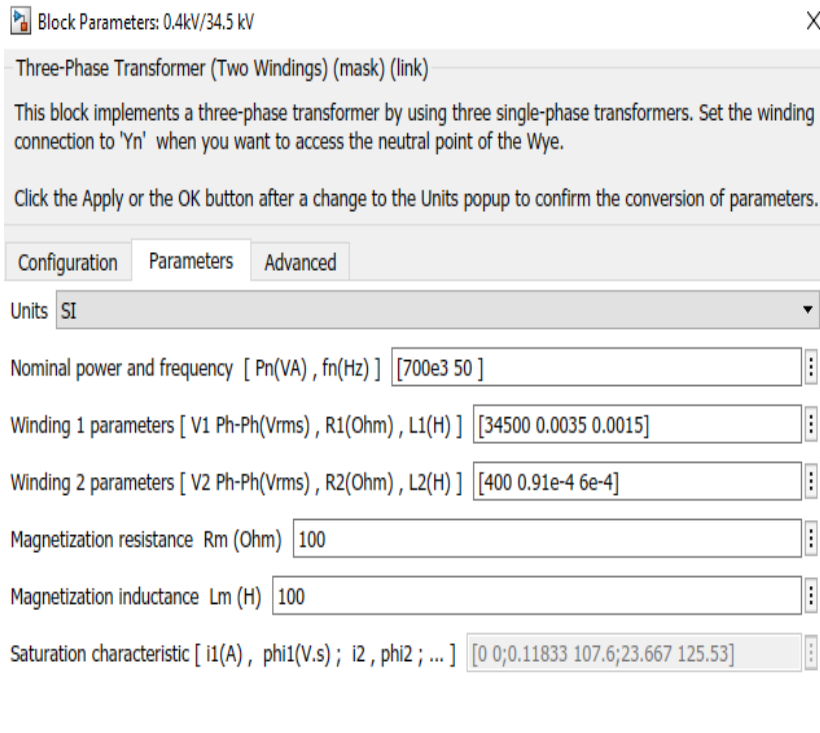 Block Parameters: 0.4kV/34.5 kV
Three-Phase Transformer (Two Windings) (mask) (link)
This block implements a three-phase transformer by using three single-phase transformers. Set the winding
connection to 'Yn' when you want to access the neutral point of the Wye.
Click the Apply or the OK button after a change to the Units popup to confirm the conversion of parameters.
Configuration Parameters Advanced
Units SI
Nominal power and frequency [ Pn(VA) , fn(Hz) ] [700e3 50 ]
Winding 1 parameters [ V1 Ph-Ph(Vrms) , R1(Ohm) , L1(H) ] [34500 0.0035 0.0015]
Winding 2 parameters [ V2 Ph-Ph(Vrms) , R2(Ohm) , L2(H) ] [400 0.91e-4 6e-4]
Magnetization resistance Rm (Ohm) 100
Magnetization inductance Lm (H) 100
Saturation characteristic [ i1(A) , phi1(V.s) ; i2 , phi2 ; ... ] [0 0;0.11833 107.6;23.667 125.53]